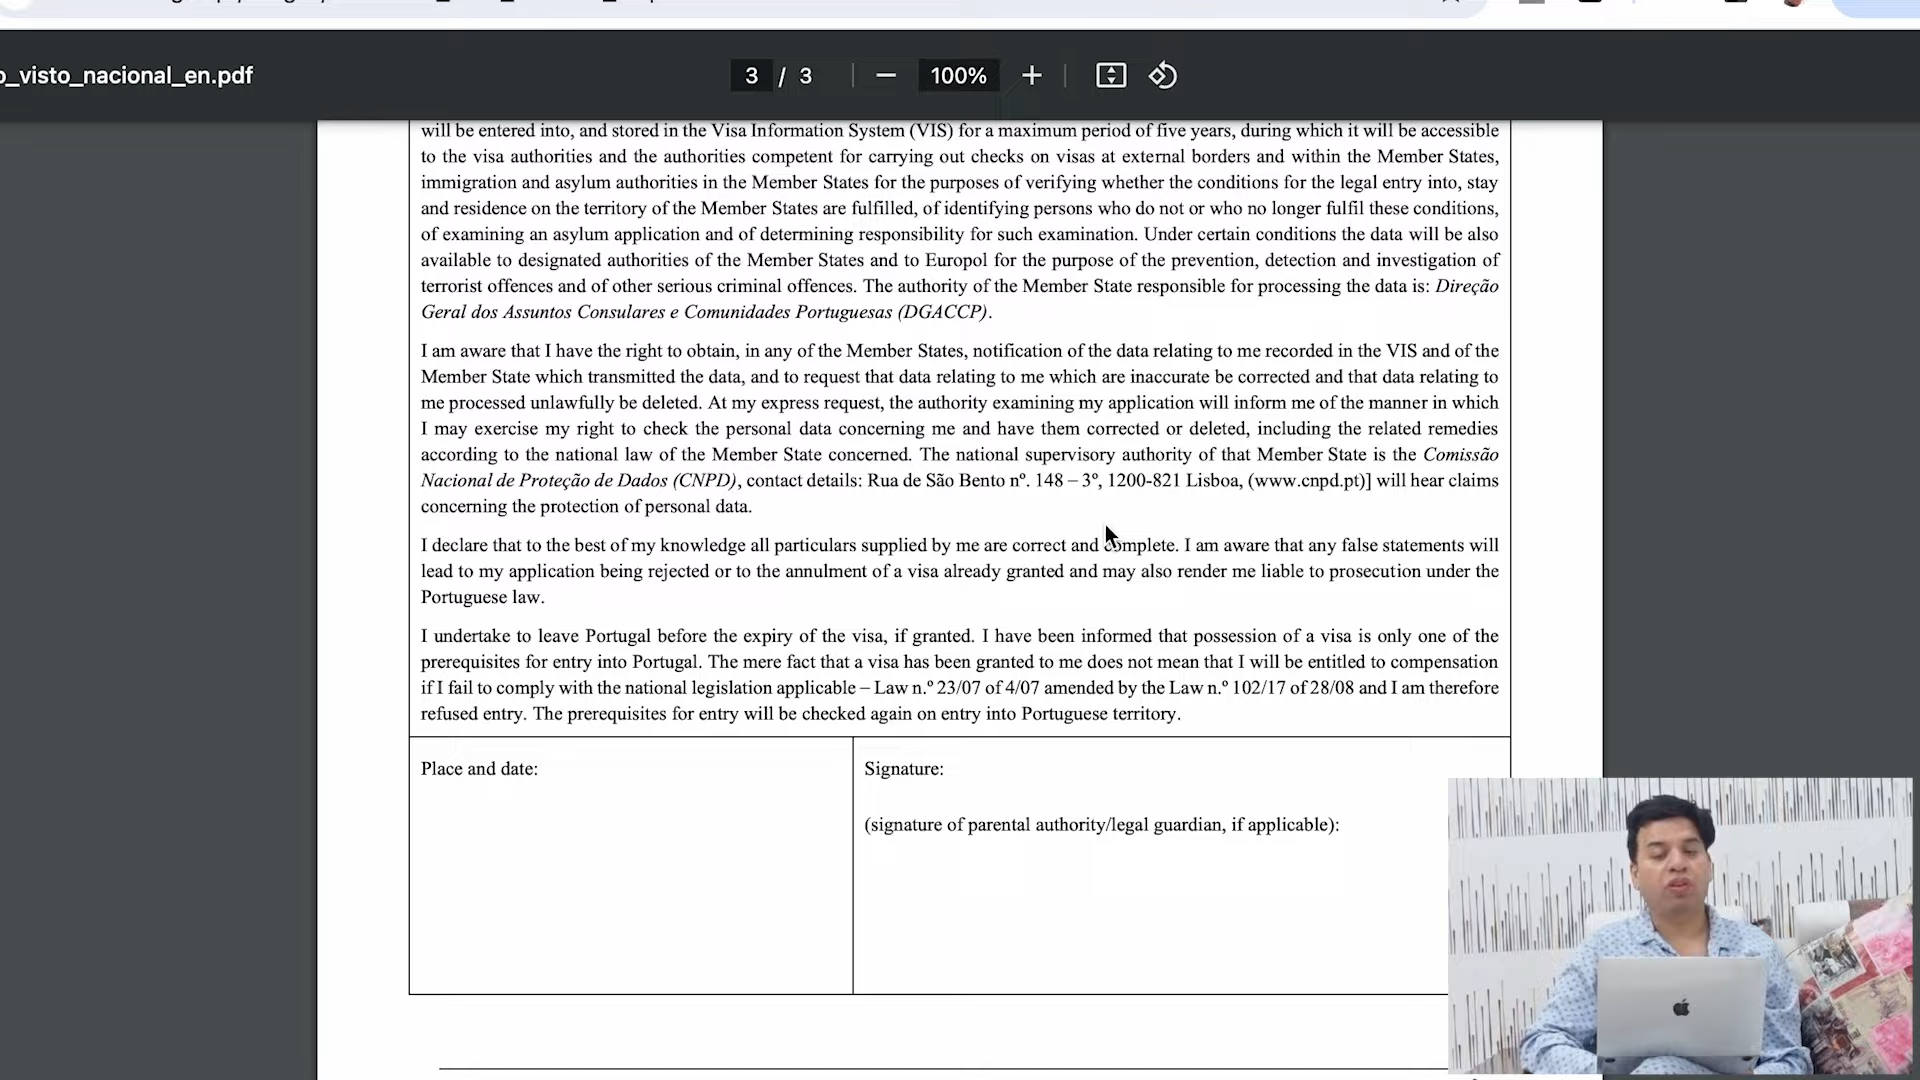 o_visto_nacional_en.pdf
3 / 3
100%
will be entered into, and stored in the Visa Information System (VIS) for a maximum period of five years, during which it will be accessible
to the visa authorities and the authorities competent for carrying out checks on visas at external borders and within the Member States,
immigration and asylum authorities in the Member States for the purposes of verifying whether the conditions for the legal entry into, stay
and residence on the territory of the Member States are fulfilled, of identifying persons who do not or who no longer fulfil these conditions,
of examining an asylum application and of determining responsibility for such examination. Under certain conditions the data will be also
available to designated authorities of the Member States and to Europol for the purpose of the prevention, detection and investigation of
terrorist offences and of other serious criminal offences. The authority of the Member State responsible for processing the data is: Direção
Geral dos Assuntos Consulares e Comunidades Portuguesas (DGACCP).
I am aware that I have the right to obtain, in any of the Member States, notification of the data relating to me recorded in the VIS and of the
Member State which transmitted the data, and to request that data relating to me which are inaccurate be corrected and that data relating to
me processed unlawfully be deleted. At my express request, the authority examining my application will inform me of the manner in which
I may exercise my right to check the personal data concerning me and have them corrected or deleted, including the related remedies
according to the national law of the Member State concerned. The national supervisory authority of that Member State is the Comissão
Nacional de Proteção de Dados (CNPD), contact details: Rua de São Bento nº. 148 – 3º, 1200-821 Lisboa, (www.cnpd.pt)] will hear claims
concerning the protection of personal data.
I declare that to the best of my knowledge all particulars supplied by me are correct and complete. I am aware that any false statements will
lead to my application being rejected or to the annulment of a visa already granted and may also render me liable to prosecution under the
Portuguese law.
I undertake to leave Portugal before the expiry of the visa, if granted. I have been informed that possession of a visa is only one of the
prerequisites for entry into Portugal. The mere fact that a visa has been granted to me does not mean that I will be entitled to compensation
if I fail to comply with the national legislation applicable – Law n.º 23/07 of 4/07 amended by the Law n.º 102/17 of 28/08 and I am therefore
refused entry. The prerequisites for entry will be checked again on entry into Portuguese territory.
Place and date:
Signature:
(signature of parental authority/legal guardian, if applicable):